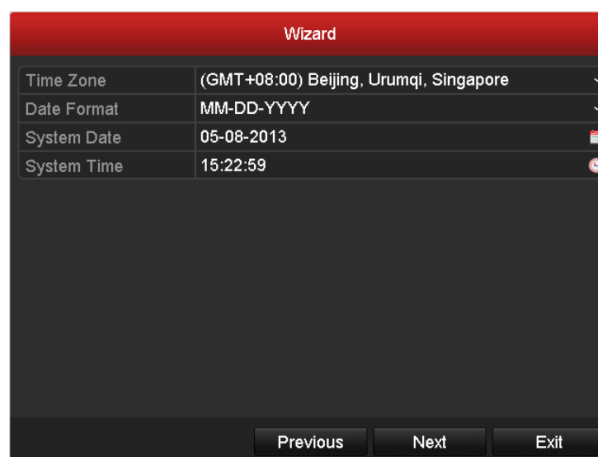 Wizard
Time Zone (GMT+08:00) Beijing, Urumqi, Singapore
Date Format MM-DD-YYYY
System Date 05-08-2013
System Time 15:22:59
Previous Next Exit